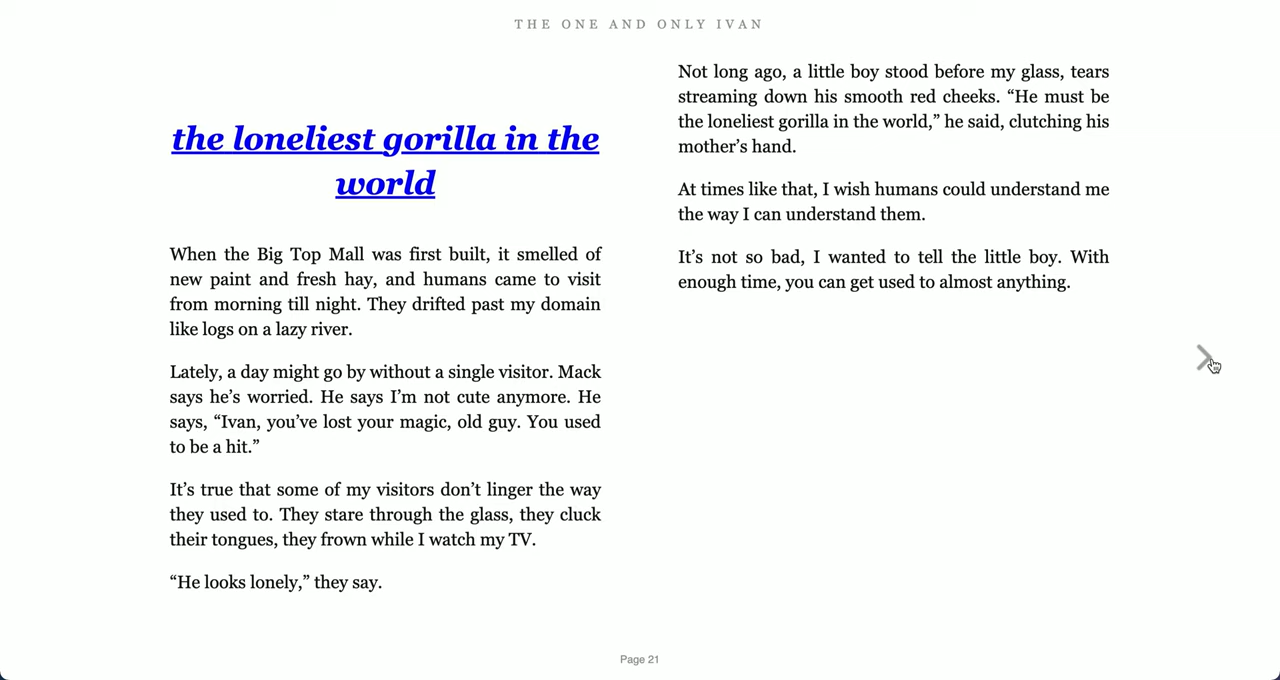 THE ONE AND ONLY IVAN
the loneliest gorilla in the
world
When the Big Top Mall was first built, it smelled of
new paint and fresh hay, and humans came to visit
from morning till night. They drifted past my domain
like logs on a lazy river.
Lately, a day might go by without a single visitor. Mack
says he’s worried. He says I’m not cute anymore. He
says, “Ivan, you’ve lost your magic, old guy. You used
to be a hit.”
It’s true that some of my visitors don’t linger the way
they used to. They stare through the glass, they cluck
their tongues, they frown while I watch my TV.
“He looks lonely,” they say.
Not long ago, a little boy stood before my glass, tears
streaming down his smooth red cheeks. “He must be
the loneliest gorilla in the world,” he said, clutching his
mother’s hand.
At times like that, I wish humans could understand me
the way I can understand them.
It’s not so bad, I wanted to tell the little boy. With
enough time, you can get used to almost anything.
Page 21